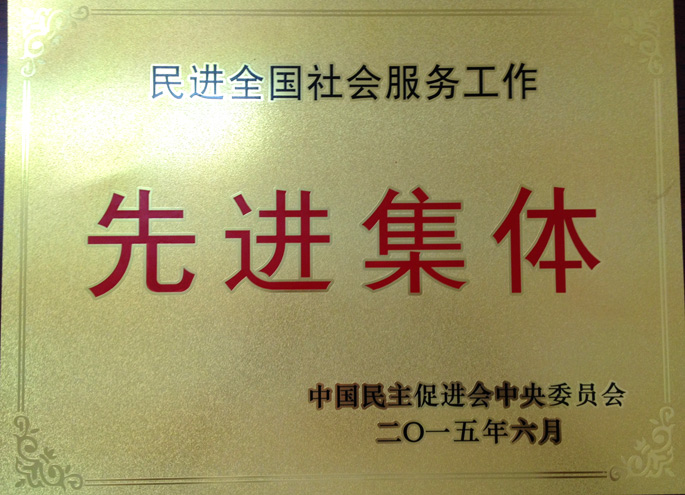 民进全国社会服务工作
先进集体
中国民主促进会中央委员会
二〇一五年六月